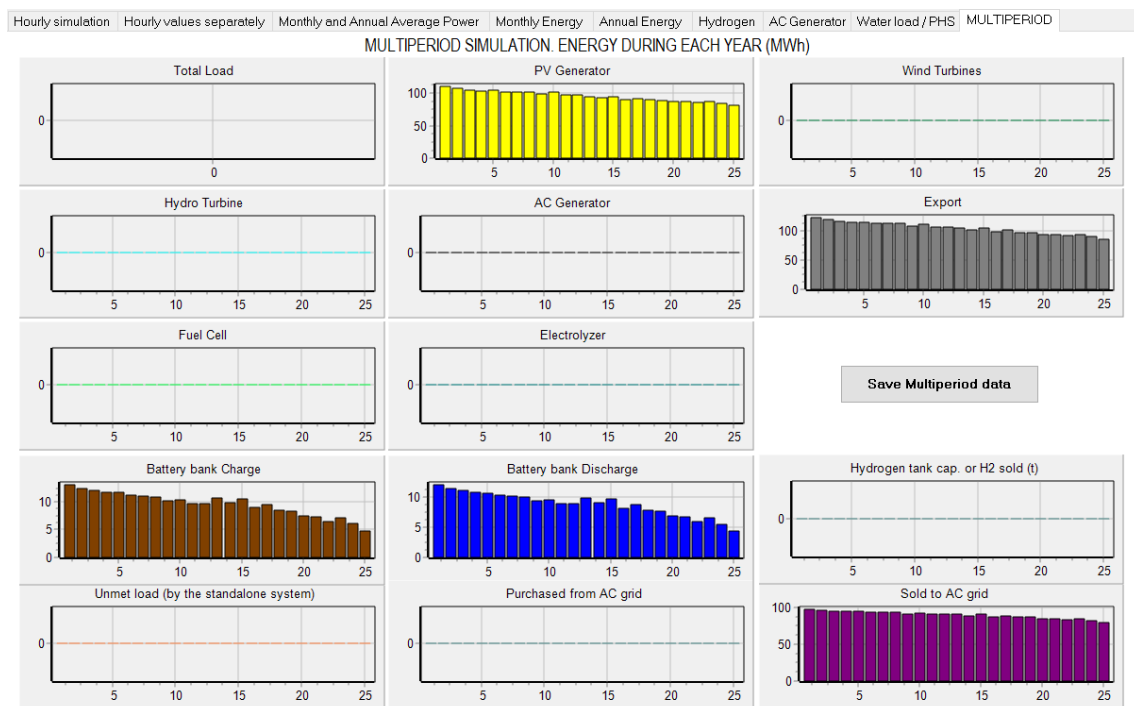 Hourly simulation Hourly values separately Monthly and Annual Average Power Monthly Energy Annual Energy Hydrogen AC Generator Water load / PHS MULTIPERIOD
MULTIPERIOD SIMULATION. ENERGY DURING EACH YEAR (MWh)
Total Load
0
0
PV Generator
100
50
0
5 10 15 20 25
Wind Turbines
0
5 10 15 20 25
Hydro Turbine
0
5 10 15 20 25
AC Generator
0
5 10 15 20 25
Export
100
50
0
5 10 15 20 25
Fuel Cell
0
5 10 15 20 25
Electrolyzer
0
5 10 15 20 25
Save Multiperiod data
Battery bank Charge
10
5
0
5 10 15 20 25
Battery bank Discharge
10
5
0
5 10 15 20 25
Hydrogen tank cap. or H2 sold (t)
0
5 10 15 20 25
Unmet load (by the standalone system)
0
5 10 15 20 25
Purchased from AC grid
0
5 10 15 20 25
Sold to AC grid
100
50
0
5 10 15 20 25